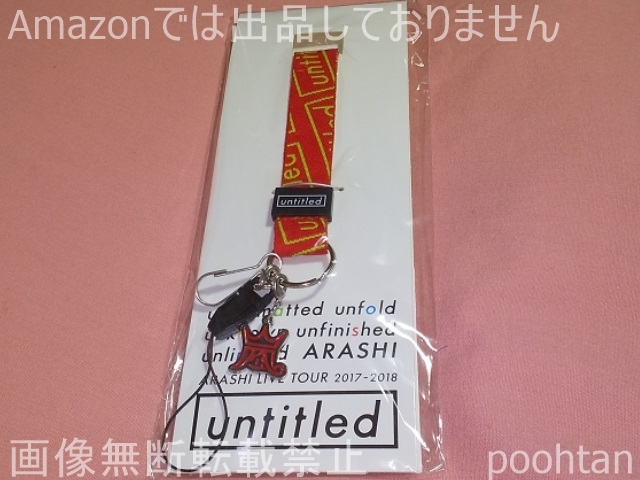 Amazonでは出品しておりません
untitled
untitled
unfold
unfinished
ARASHI
ARASHI LIVE TOUR 2017-2018
untitled
画像無断転載禁止
poohtan